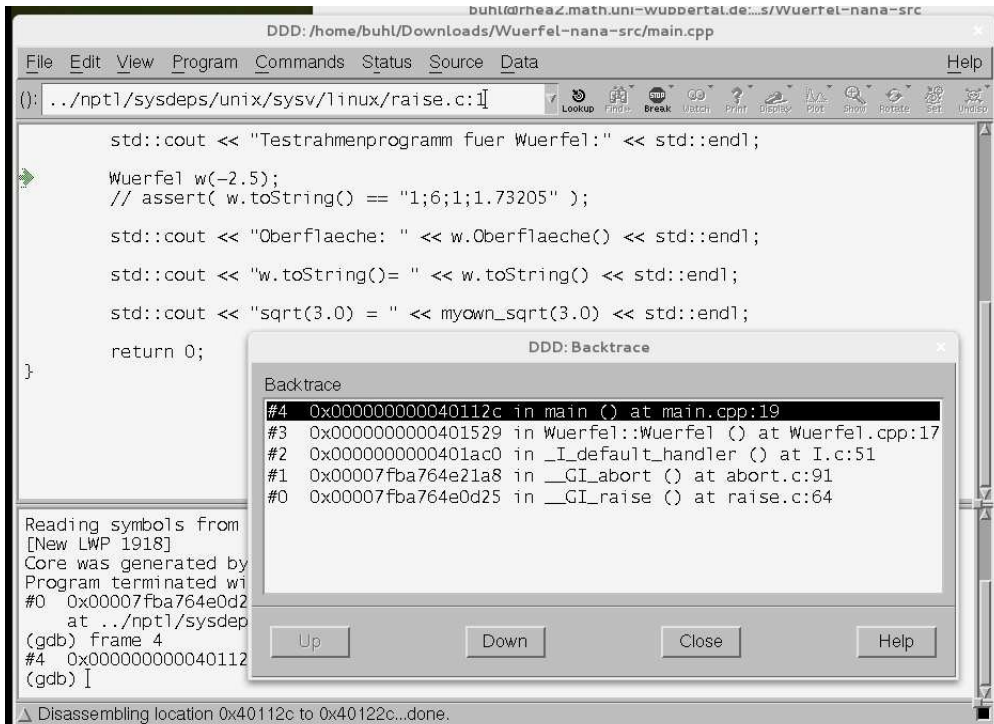 buhl@rhea2.math.uni-wuppertal.de:...s/Wuerfel-nana-src
DDD: /home/buhl/Downloads/Wuerfel-nana-src/main.cpp
File Edit View Program Commands Status Source Data Help
(): ../nptl/sysdeps/unix/sysv/linux/raise.c:1
Lookup Find» Break Watch Print Display Plot Show Rotate Set Undisp
std::cout << "Testrahmenprogramm fuer Wuerfel:" << std::endl;
Wuerfel w(-2.5);
// assert( w.toString() == "1;6;1;1.73205" );
std::cout << "Oberflaeche: " << w.Oberflaeche() << std::endl;
std::cout << "w.toString()= " << w.toString() << std::endl;
std::cout << "sqrt(3.0) = " << myown_sqrt(3.0) << std::endl;
return 0;
}
DDD: Backtrace
Backtrace
#4 0x000000000040112c in main () at main.cpp:19
#3 0x0000000000401529 in Wuerfel::Wuerfel () at Wuerfel.cpp:17
#2 0x0000000000401ac0 in _I_default_handler () at I.c:51
#1 0x00007fba764e21a8 in __GI_abort () at abort.c:91
#0 0x00007fba764e0d25 in __GI_raise () at raise.c:64
Up Down Close Help
Reading symbols from
[New LWP 1918]
Core was generated by
Program terminated wi
#0 0x00007fba764e0d2
at ../nptl/sysdep
(gdb) frame 4
#4 0x000000000040112
(gdb)
Disassembling location 0x40112c to 0x40122c...done.